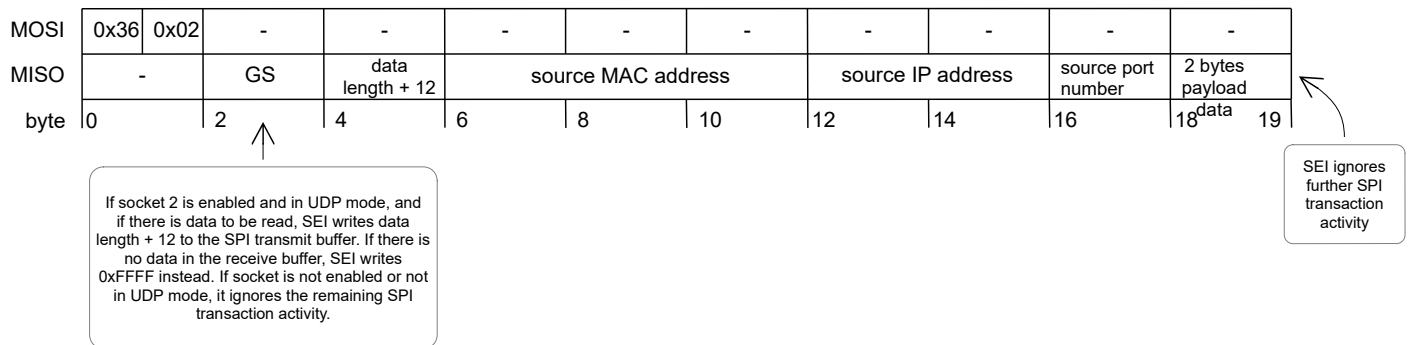 MOSI 0x36 0x02 - - - - - - - - -
MISO - GS data length + 12 source MAC address source IP address source port number 2 bytes payload data
byte 0 2 4 6 8 10 12 14 16 18 19
If socket 2 is enabled and in UDP mode, and
if there is data to be read, SEI writes data
length + 12 to the SPI transmit buffer. If there is
no data in the receive buffer, SEI writes
0xFFFF instead. If socket is not enabled or not
in UDP mode, it ignores the remaining SPI
transaction activity.
SEI ignores
further SPI
transaction
activity